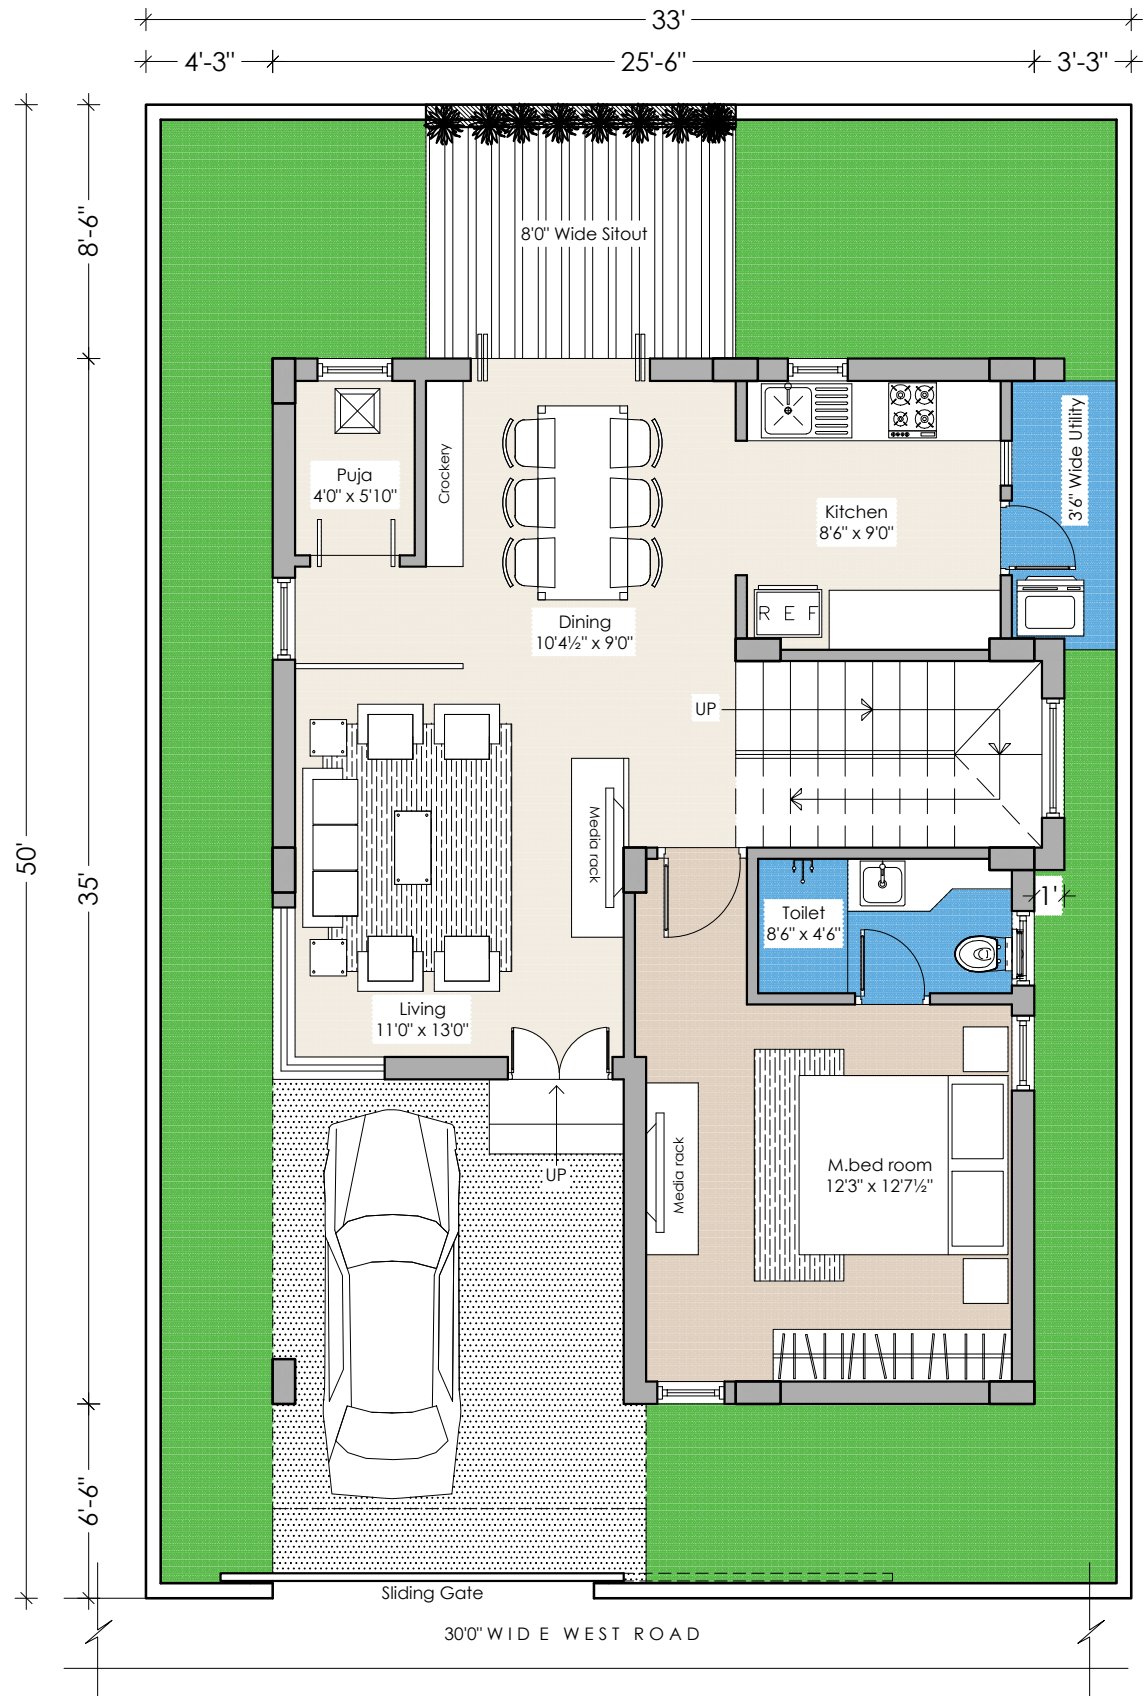 33'
4'-3"
25'-6"
3'-3"
8'-6"
50'
35'
6'-6"
8'0" Wide Sitout
Puja
4'0" x 5'10"
Crockery
Kitchen
8'6" x 9'0"
3'6" Wide Utility
REF
Dining
10'4½" x 9'0"
UP
Media rack
Toilet
8'6" x 4'6"
1'
Living
11'0" x 13'0"
UP
Media rack
M.bed room
12'3" x 12'7½"
Sliding Gate
30'0" WIDE WEST ROAD